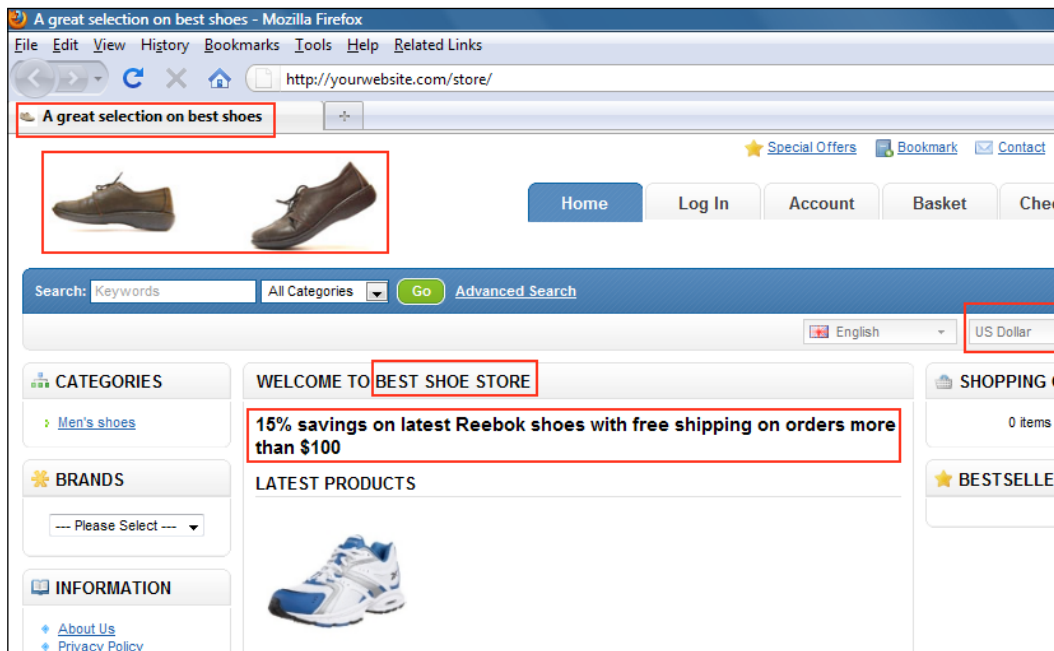 A great selection on best shoes - Mozilla Firefox
File Edit View History Bookmarks Tools Help Related Links
http://yourwebsite.com/store/
A great selection on best shoes
Special Offers Bookmark Contact
Home Log In Account Basket Chec
Search: Keywords All Categories Go Advanced Search
English US Dollar
CATEGORIES
Men's shoes
BRANDS
--- Please Select ---
INFORMATION
About Us
Privacy Policy
WELCOME TO BEST SHOE STORE
15% savings on latest Reebok shoes with free shipping on orders more
than $100
LATEST PRODUCTS
SHOPPING
0 items
BESTSELLE